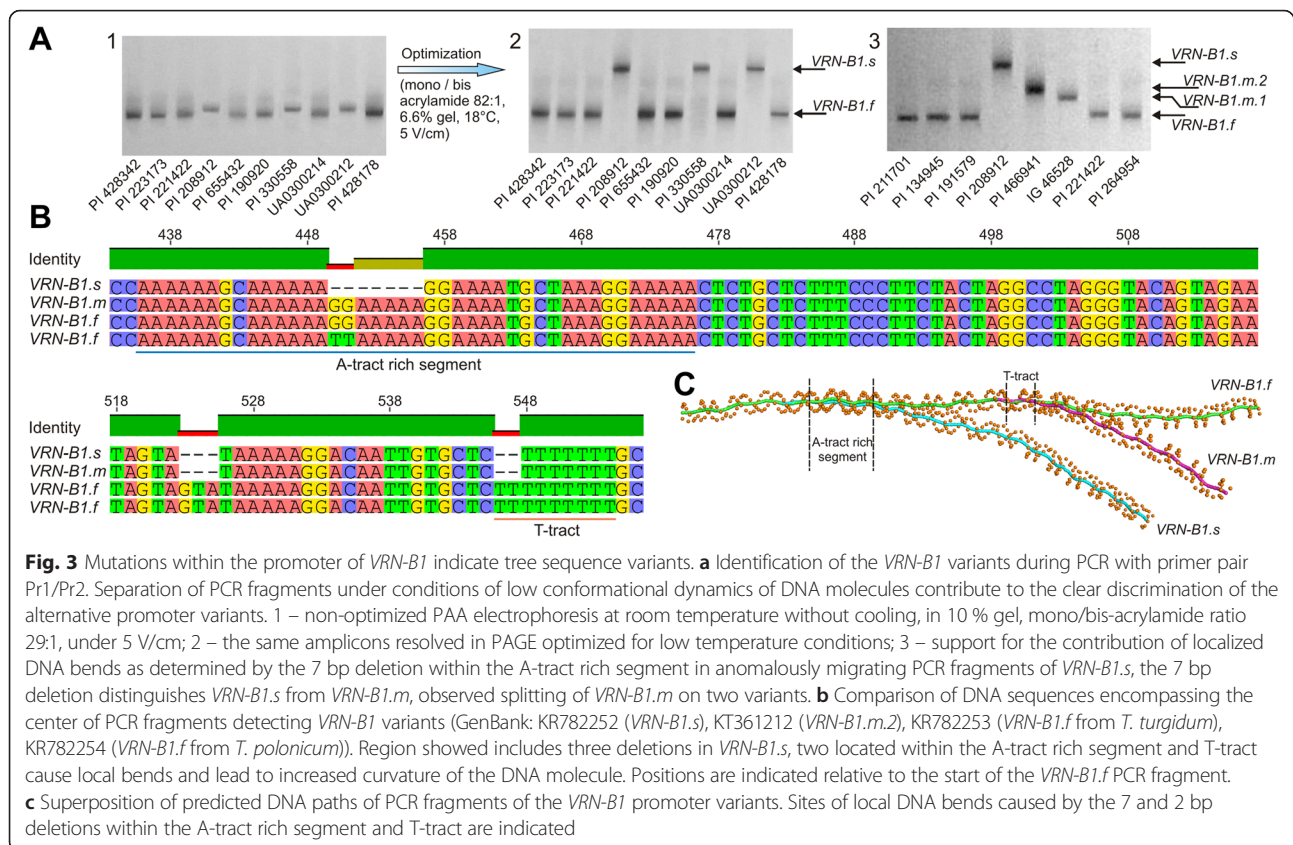 A
1
2
3
Optimization
(mono / bis
acrylamide 82:1,
6.6% gel, 18°C,
5 V/cm)
VRN-B1.s
VRN-B1.f
VRN-B1.s
VRN-B1.m.2
VRN-B1.m.1
VRN-B1.f
PI 428342
PI 223173
PI 221422
PI 208912
PI 655432
PI 190920
PI 330558
UA0300214
UA0300212
PI 428178
PI 428342
PI 223173
PI 221422
PI 208912
PI 655432
PI 190920
PI 330558
UA0300214
UA0300212
PI 428178
PI 211701
PI 134945
PI 191579
PI 208912
PI 466941
IG 46528
PI 221422
PI 264954
B
438 448 458 468 478 488 498 508
Identity
VRN-B1.s CCAAAAAAGCAAAAAA-------GGAAAATGCTAAAGGAAAAACTCTGCTCTTTCCCTTCTACTAGGCCTAGGGTACAGTAGAA
VRN-B1.m CCAAAAAAGCAAAAAAGGAAAAAGGAAAATGCTAAAGGAAAAACTCTGCTCTTTCCCTTCTACTAGGCCTAGGGTACAGTAGAA
VRN-B1.f CCAAAAAAGCAAAAAAGGAAAAAGGAAAATGCTAAAGGAAAAACTCTGCTCTTTCCCTTCTACTAGGCCTAGGGTACAGTAGAA
VRN-B1.f CCAAAAAAGCAAAAAATTAAAAAGGAAAATGCTAAAGGAAAAACTCTGCTCTTTCCCTTCTACTAGGCCTAGGGTACAGTAGAA
A-tract rich segment
518 528 538 548
Identity
VRN-B1.s TAGTA---TAAAAAGGACAATTGTGCTC--TTTTTTTGC
VRN-B1.m TAGTA---TAAAAAGGACAATTGTGCTC--TTTTTTTGC
VRN-B1.f TAGTAGTATAAAAAGGACAATTGTGCTCTTTTTTTTTGC
VRN-B1.f TAGTAGTATAAAAAGGACAATTGTGCTCTTTTTTTTTGC
T-tract
C
T-tract
A-tract rich
segment
VRN-B1.f
VRN-B1.m
VRN-B1.s
Fig. 3 Mutations within the promoter of VRN-B1 indicate tree sequence variants. a Identification of the VRN-B1 variants during PCR with primer pair
Pr1/Pr2. Separation of PCR fragments under conditions of low conformational dynamics of DNA molecules contribute to the clear discrimination of the
alternative promoter variants. 1 – non-optimized PAA electrophoresis at room temperature without cooling, in 10 % gel, mono/bis-acrylamide ratio
29:1, under 5 V/cm; 2 – the same amplicons resolved in PAGE optimized for low temperature conditions; 3 – support for the contribution of localized
DNA bends as determined by the 7 bp deletion within the A-tract rich segment in anomalously migrating PCR fragments of VRN-B1.s, the 7 bp
deletion distinguishes VRN-B1.s from VRN-B1.m, observed splitting of VRN-B1.m on two variants. b Comparison of DNA sequences encompassing the
center of PCR fragments detecting VRN-B1 variants (GenBank: KR782252 (VRN-B1.s), KT361212 (VRN-B1.m.2), KR782253 (VRN-B1.f from T. turgidum),
KR782254 (VRN-B1.f from T. polonicum)). Region showed includes three deletions in VRN-B1.s, two located within the A-tract rich segment and T-tract
cause local bends and lead to increased curvature of the DNA molecule. Positions are indicated relative to the start of the VRN-B1.f PCR fragment.
c Superposition of predicted DNA paths of PCR fragments of the VRN-B1 promoter variants. Sites of local DNA bends caused by the 7 and 2 bp
deletions within the A-tract rich segment and T-tract are indicated